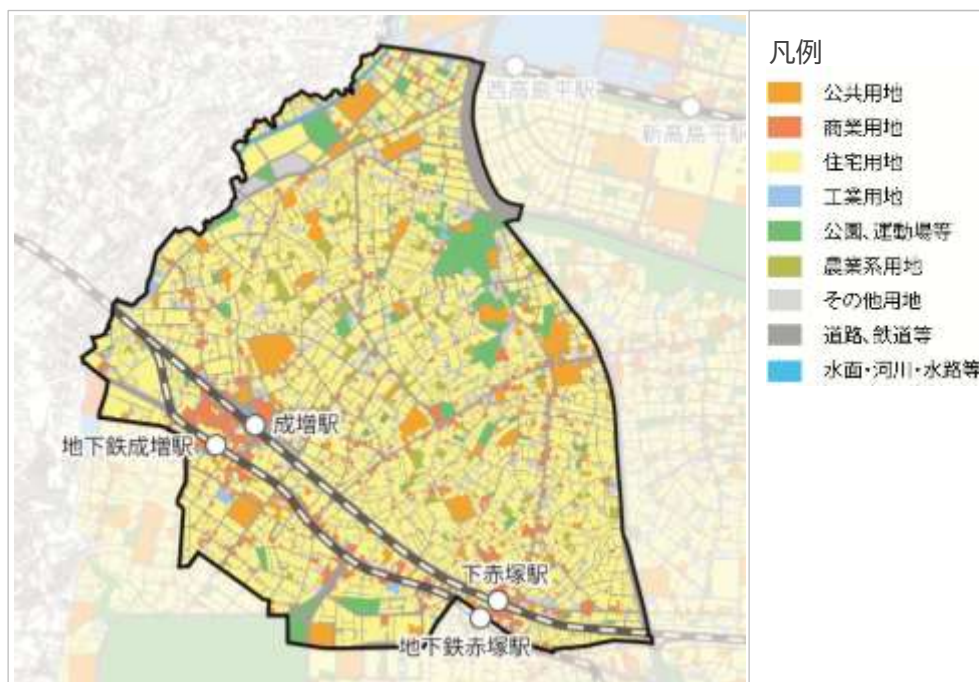 西高島平駅
新高島平駅
成増駅
地下鉄成増駅
下赤塚駅
地下鉄赤塚駅
凡例
公共用地
商業用地
住宅用地
工業用地
公園、運動場等
農業系用地
その他用地
道路、鉄道等
水面・河川・水路等